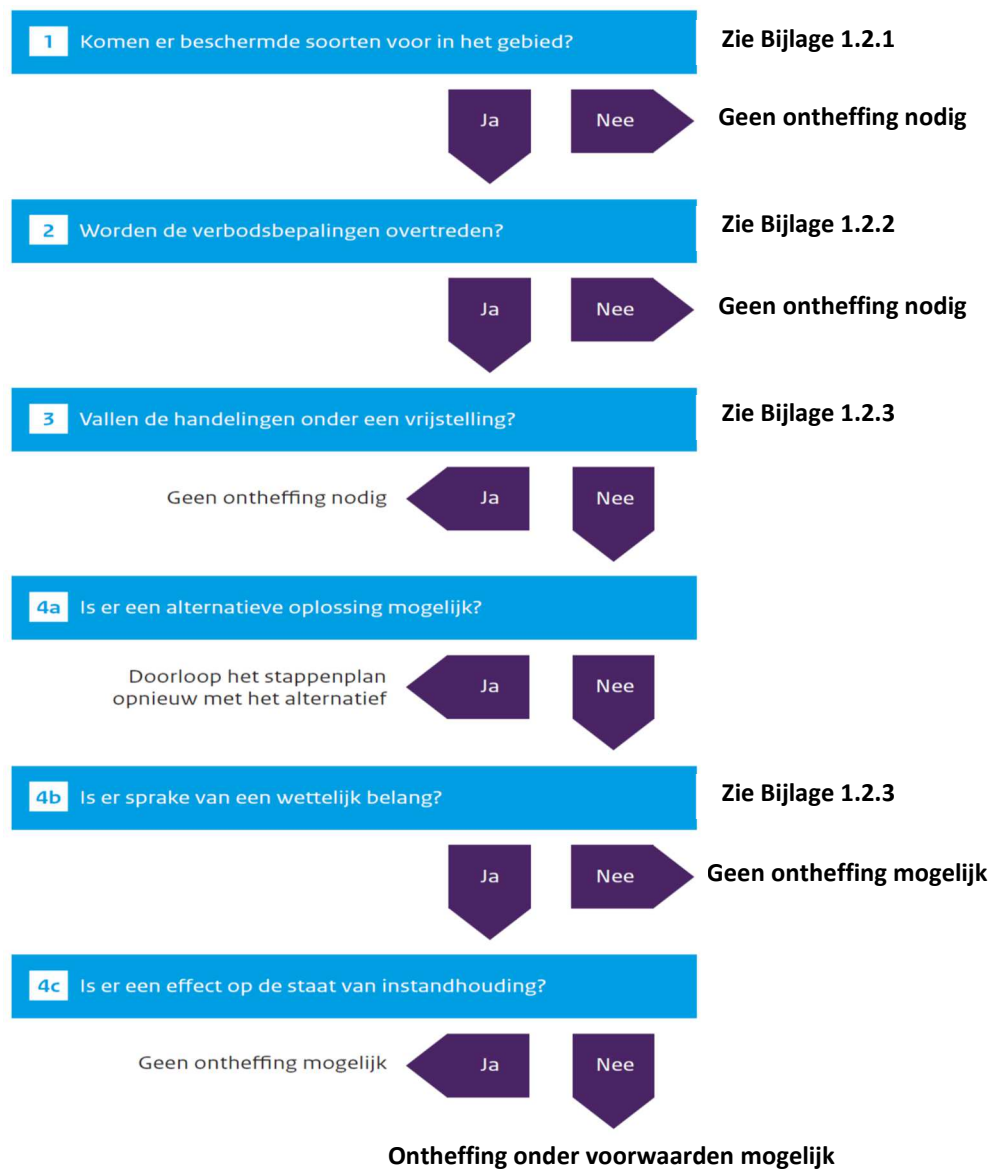 1 Komen er beschermde soorten voor in het gebied? Zie Bijlage 1.2.1
Ja Nee Geen ontheffing nodig
2 Worden de verbodsbepalingen overtreden? Zie Bijlage 1.2.2
Ja Nee Geen ontheffing nodig
3 Vallen de handelingen onder een vrijstelling? Zie Bijlage 1.2.3
Geen ontheffing nodig Ja Nee
4a Is er een alternatieve oplossing mogelijk?
Doorloop het stappenplan
opnieuw met het alternatief
Ja Nee
4b Is er sprake van een wettelijk belang? Zie Bijlage 1.2.3
Ja Nee Geen ontheffing mogelijk
4c Is er een effect op de staat van instandhouding?
Geen ontheffing mogelijk Ja Nee
Ontheffing onder voorwaarden mogelijk